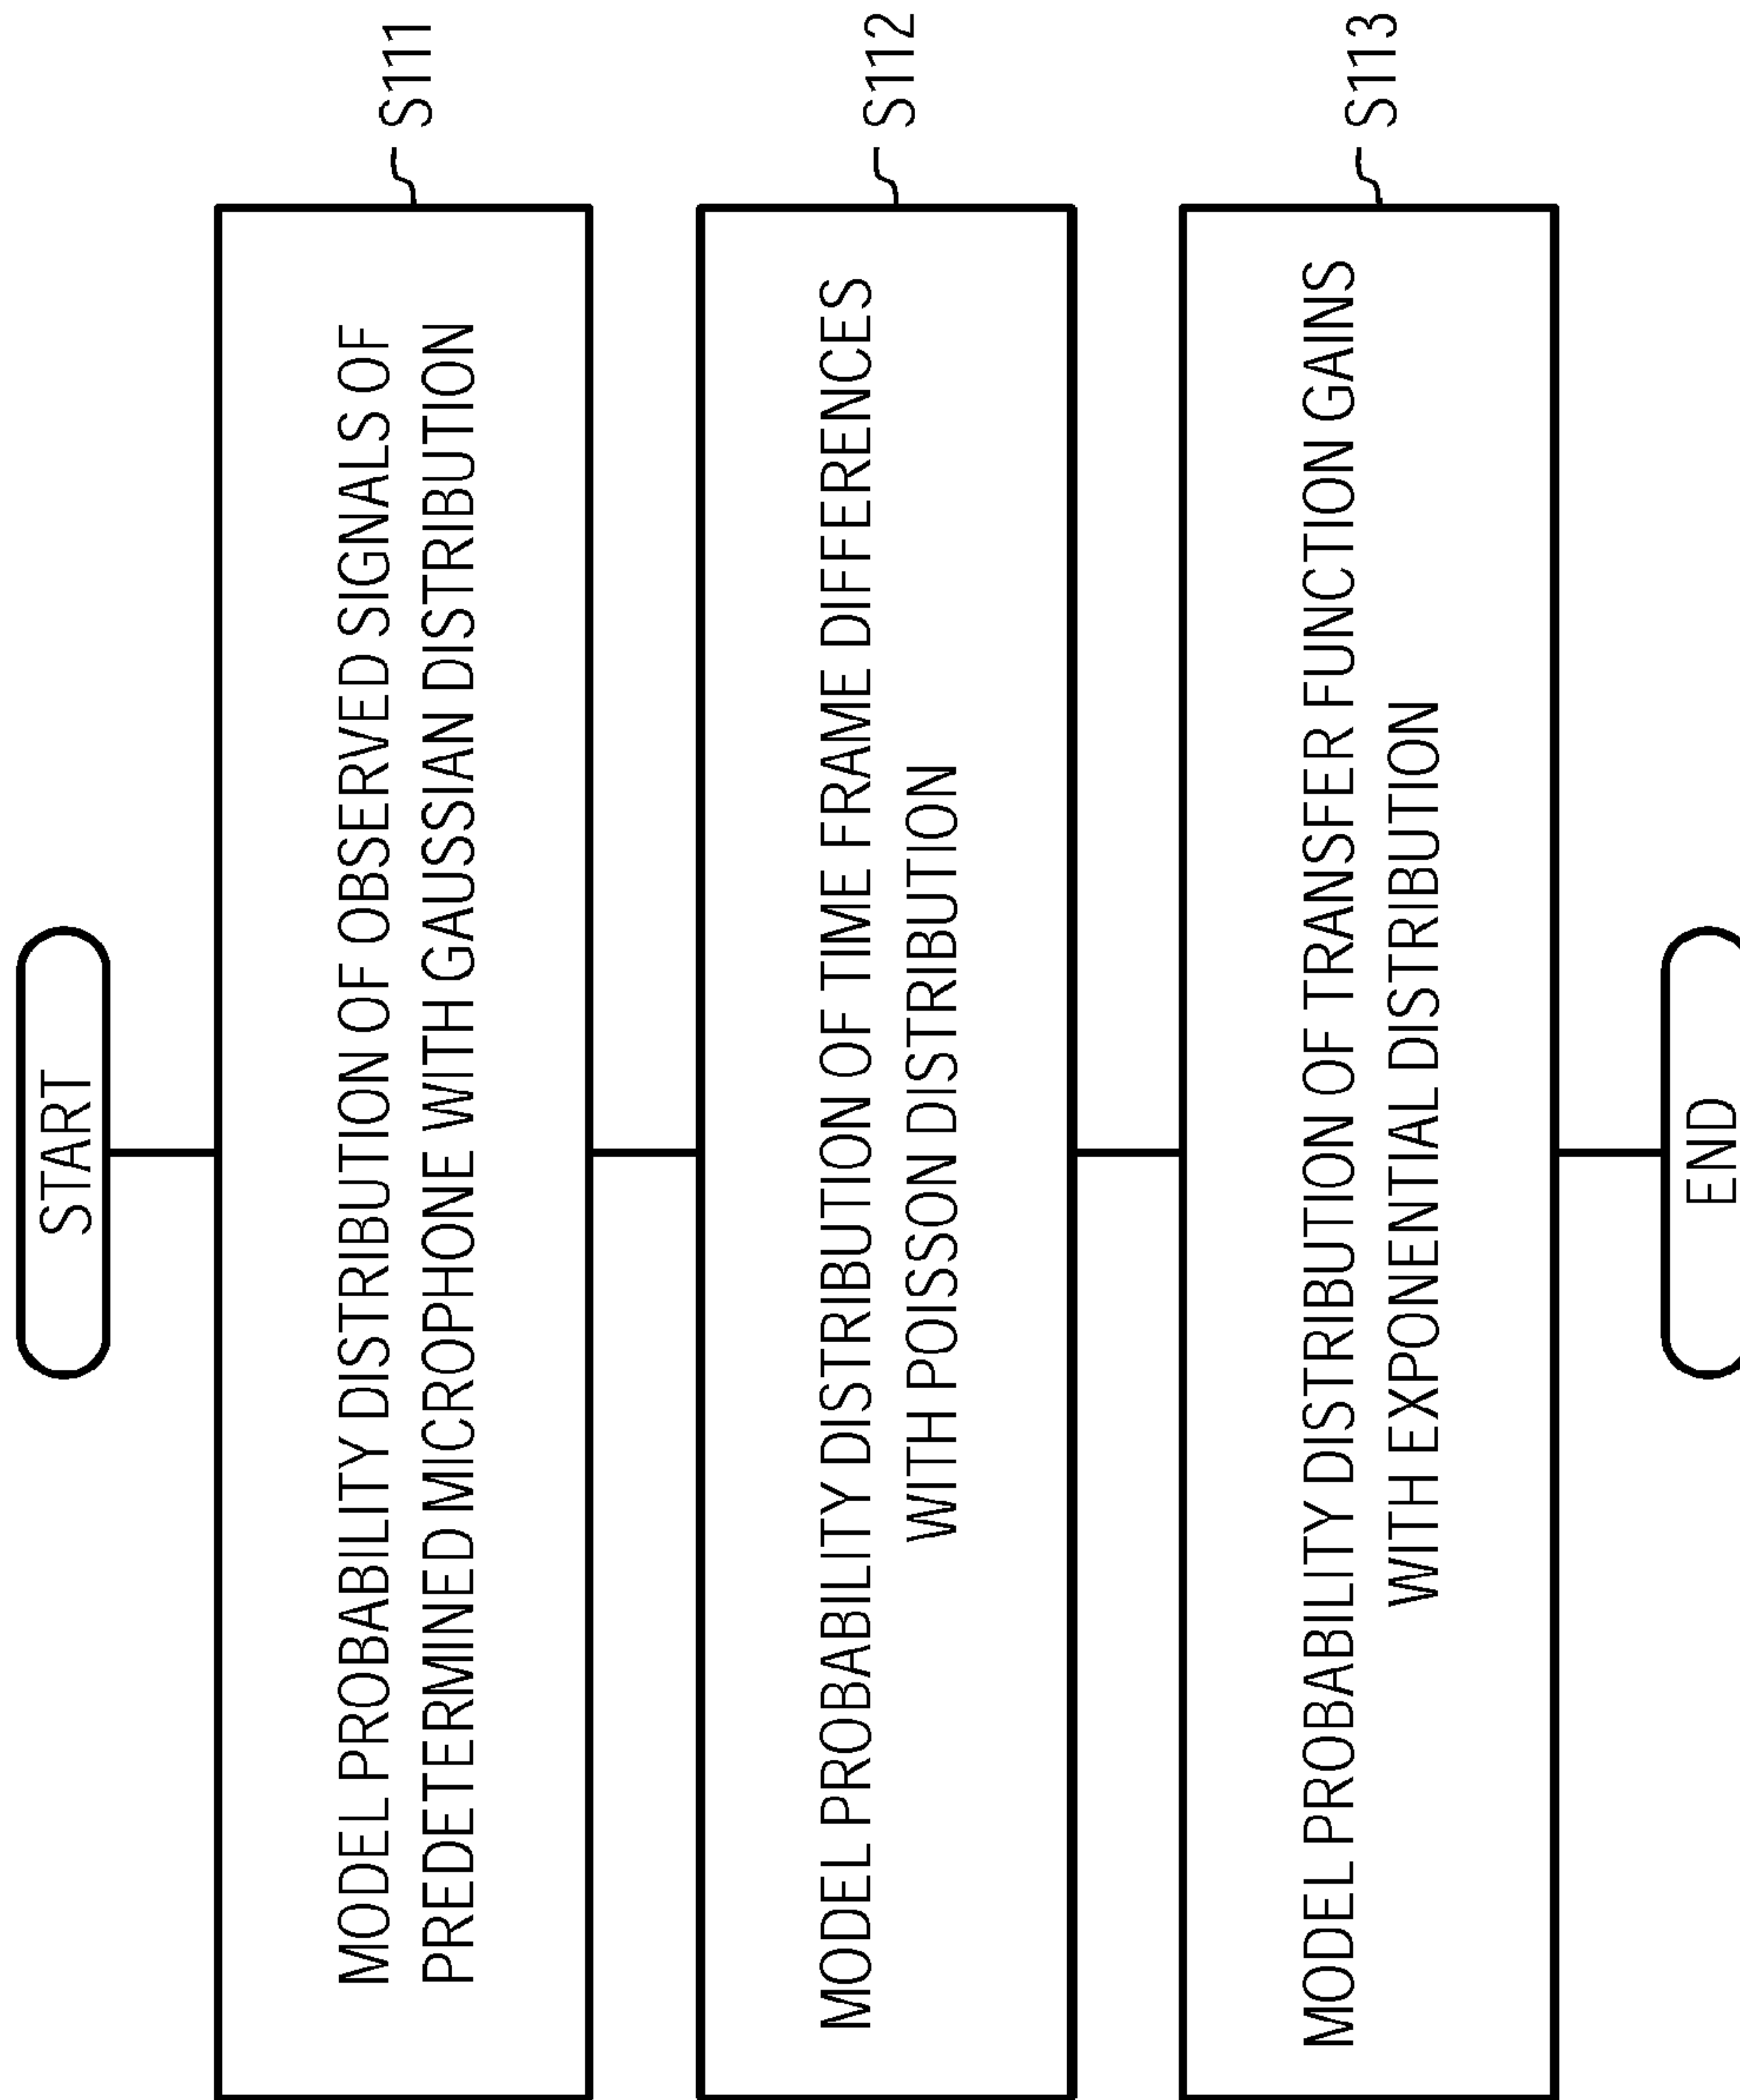 START
MODEL PROBABILITY DISTRIBUTION OF OBSERVED SIGNALS OF
PREDETERMINED MICROPHONE WITH GAUSSIAN DISTRIBUTION
S111
MODEL PROBABILITY DISTRIBUTION OF TIME FRAME DIFFERENCES
WITH POISSON DISTRIBUTION
S112
MODEL PROBABILITY DISTRIBUTION OF TRANSFER FUNCTION GAINS
WITH EXPONENTIAL DISTRIBUTION
S113
END